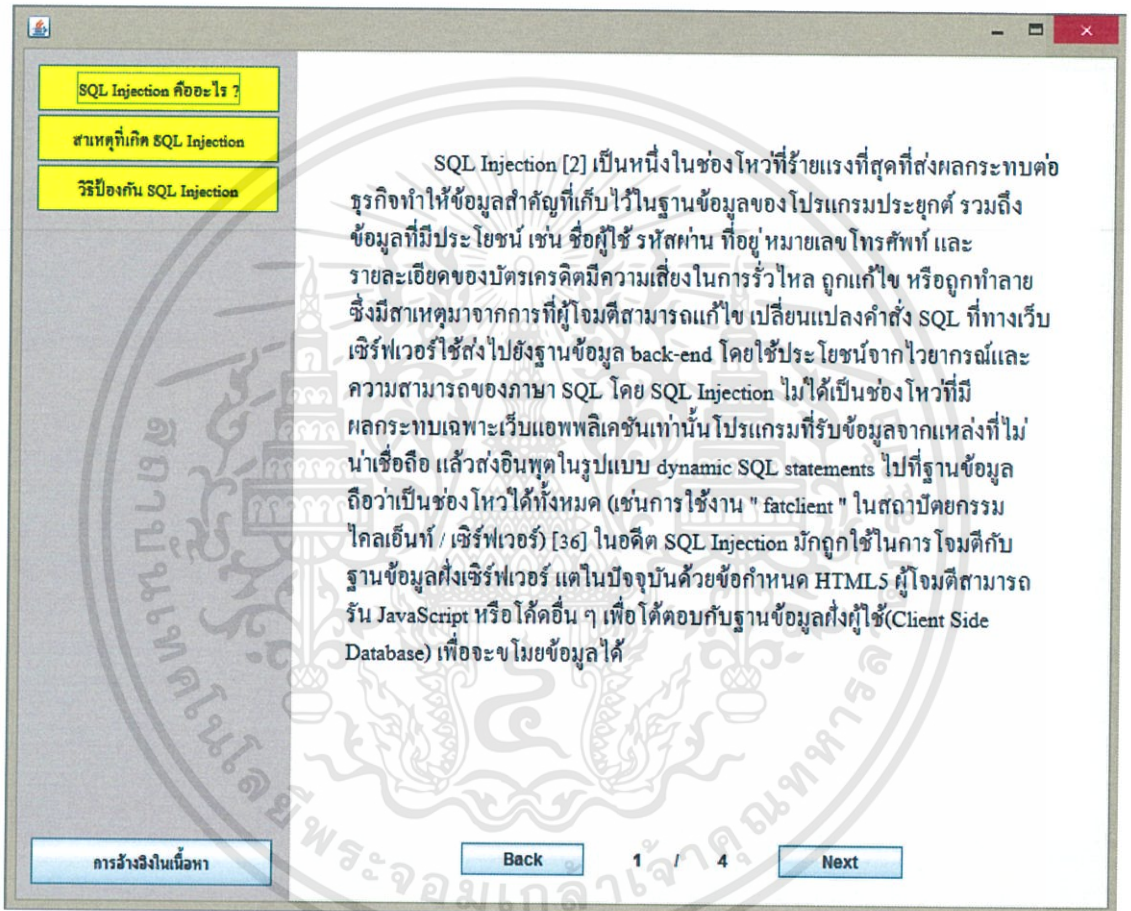 SQL Injection คืออะไร ?
สาเหตุที่เกิด SQL Injection
วิธีป้องกัน SQL Injection
SQL Injection [2] เป็นหนึ่งในช่องโหว่ที่ร้ายแรงที่สุดที่ส่งผลกระทบต่อ
ธุรกิจทำให้ข้อมูลสำคัญที่เก็บไว้ในฐานข้อมูลของโปรแกรมประยุกต์ รวมถึง
ข้อมูลที่มีประโยชน์ เช่น ชื่อผู้ใช้ รหัสผ่าน ที่อยู่ หมายเลขโทรศัพท์ และ
รายละเอียดของบัตรเครดิตมีความเสี่ยงในการรั่วไหล ถูกแก้ไข หรือถูกทำลาย
ซึ่งมีสาเหตุมาจากการที่ผู้โจมตีสามารถแก้ไข เปลี่ยนแปลงคำสั่ง SQL ที่ทางเว็บ
เซิร์ฟเวอร์ใช้ส่งไปยังฐานข้อมูล back-end โดยใช้ประโยชน์จากไวยากรณ์และ
ความสามารถของภาษา SQL โดย SQL Injection ไม่ได้เป็นช่องโหว่ที่มี
ผลกระทบเฉพาะเว็บแอพพลิเคชันเท่านั้นโปรแกรมที่รับข้อมูลจากแหล่งที่ไม่
น่าเชื่อถือ แล้วส่งอินพุตในรูปแบบ dynamic SQL statements ไปที่ฐานข้อมูล
ถือว่าเป็นช่องโหว่ได้ทั้งหมด (เช่นการใช้งาน " fatclient " ในสถาปัตยกรรม
ไคลเอ็นท์ / เซิร์ฟเวอร์) [36] ในอดีต SQL Injection มักถูกใช้ในการโจมตีกับ
ฐานข้อมูลฝั่งเซิร์ฟเวอร์ แต่ในปัจจุบันด้วยข้อกำหนด HTML5 ผู้โจมตีสามารถ
รัน JavaScript หรือโค้ดอื่น ๆ เพื่อโต้ตอบกับฐานข้อมูลฝั่งผู้ใช้(Client Side
Database) เพื่อจะขโมยข้อมูลได้
การอ้างอิงในเนื้อหา
Back 1 / 4 Next
สถาบันเทคโนโลยีพระจอมเกล้าเจ้าคุณทหารล